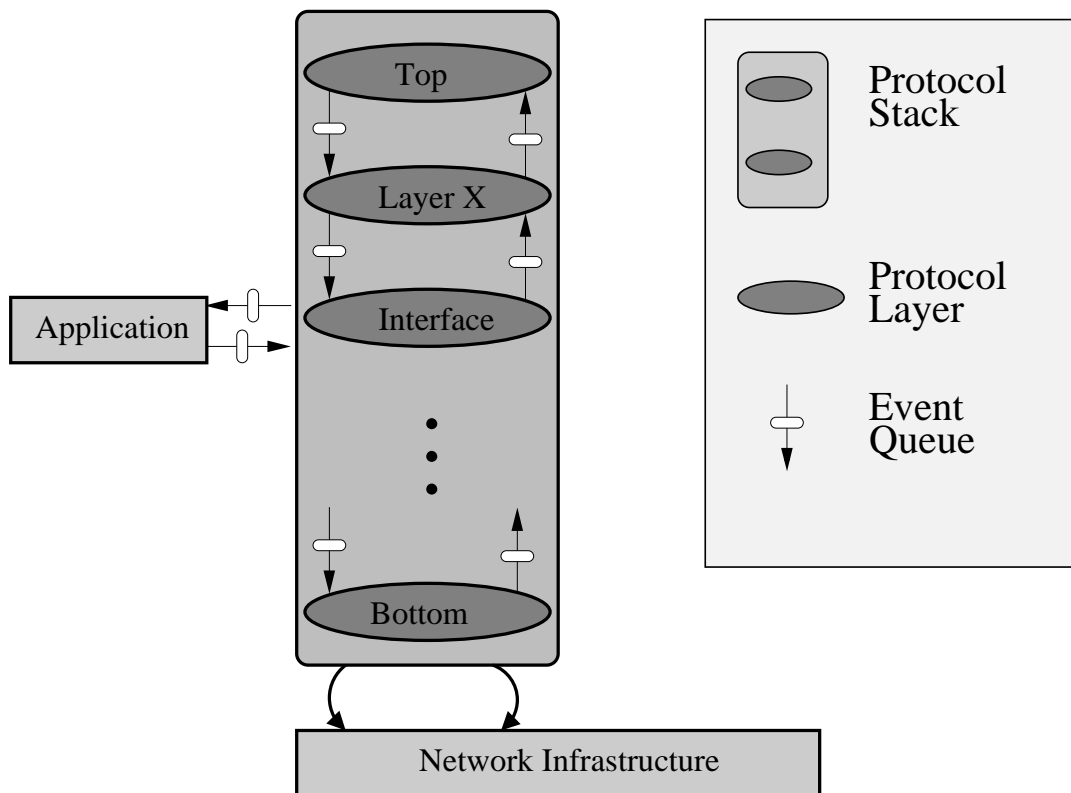 Top
Layer X
Interface
Application
Bottom
Network Infrastructure
Protocol
Stack
Protocol
Layer
Event
Queue